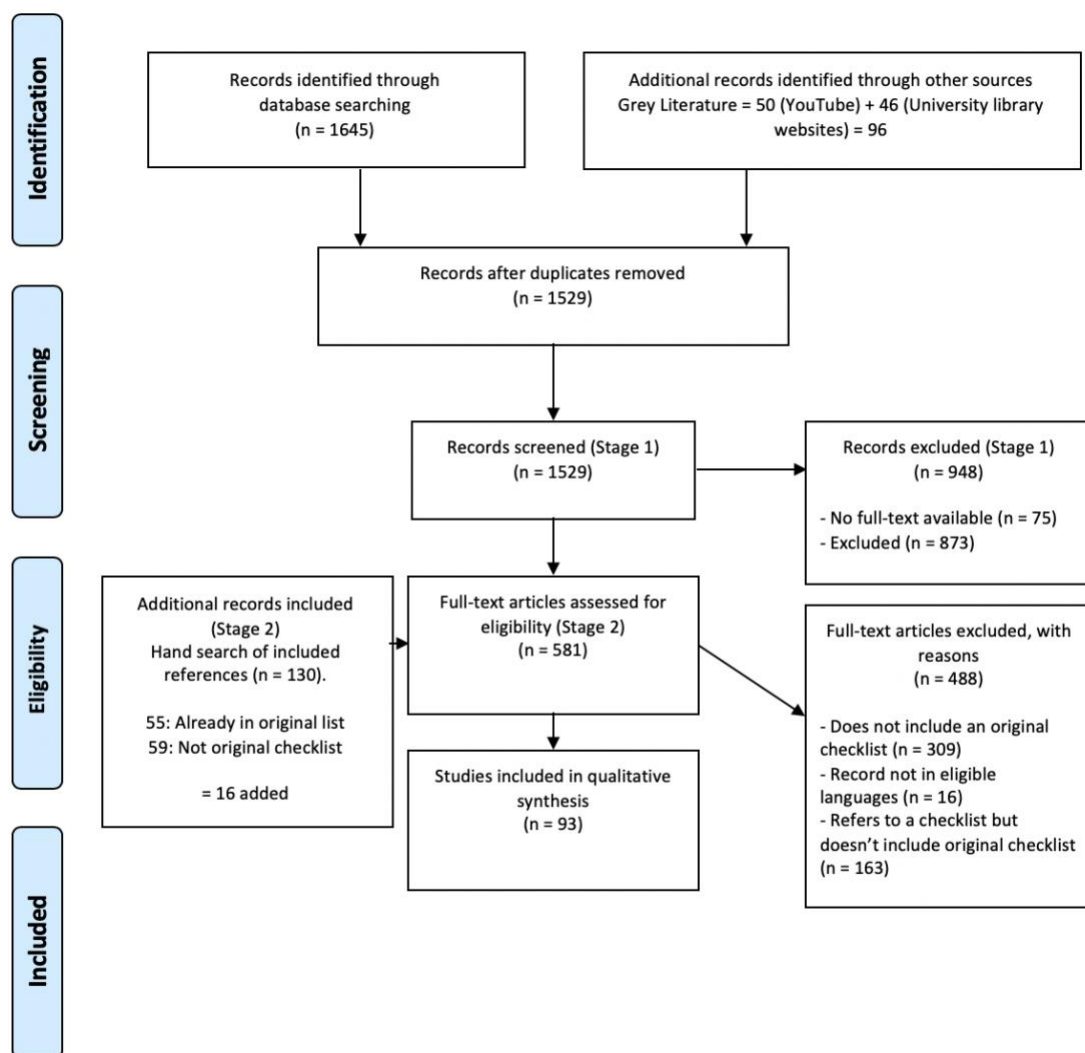 Identification
Records identified through
database searching
(n = 1645)
Additional records identified through other sources
Grey Literature = 50 (YouTube) + 46 (University library
websites) = 96
Records after duplicates removed
(n = 1529)
Screening
Records screened (Stage 1)
(n = 1529)
Records excluded (Stage 1)
(n = 948)
- No full-text available (n = 75)
- Excluded (n = 873)
Eligibility
Additional records included
(Stage 2)
Hand search of included
references (n = 130).
55: Already in original list
59: Not original checklist
= 16 added
Full-text articles assessed for
eligibility (Stage 2)
(n = 581)
Full-text articles excluded, with
reasons
(n = 488)
- Does not include an original
checklist (n = 309)
- Record not in eligible
languages (n = 16)
- Refers to a checklist but
doesn't include original checklist
(n = 163)
Studies included in qualitative
synthesis
(n = 93)
Included